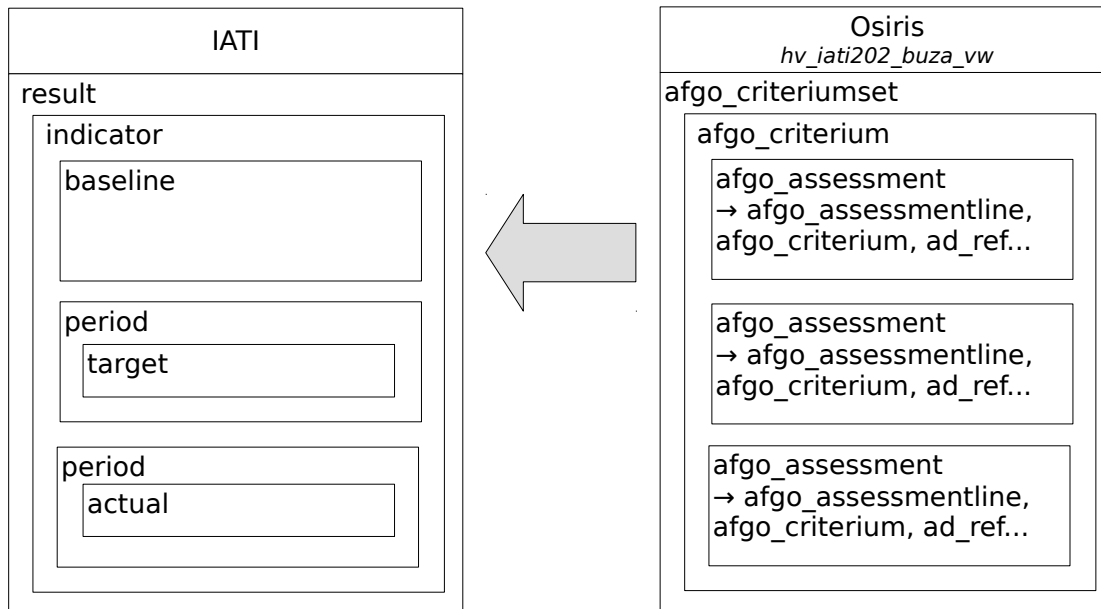 IATI
result
indicator
baseline
period
target
period
actual
Osiris
hv_iati202_buza_vw
afgo_criteriumset
afgo_criterium
afgo_assessment
→ afgo_assessmentline,
afgo_criterium, ad_ref...
afgo_assessment
→ afgo_assessmentline,
afgo_criterium, ad_ref...
afgo_assessment
→ afgo_assessmentline,
afgo_criterium, ad_ref...